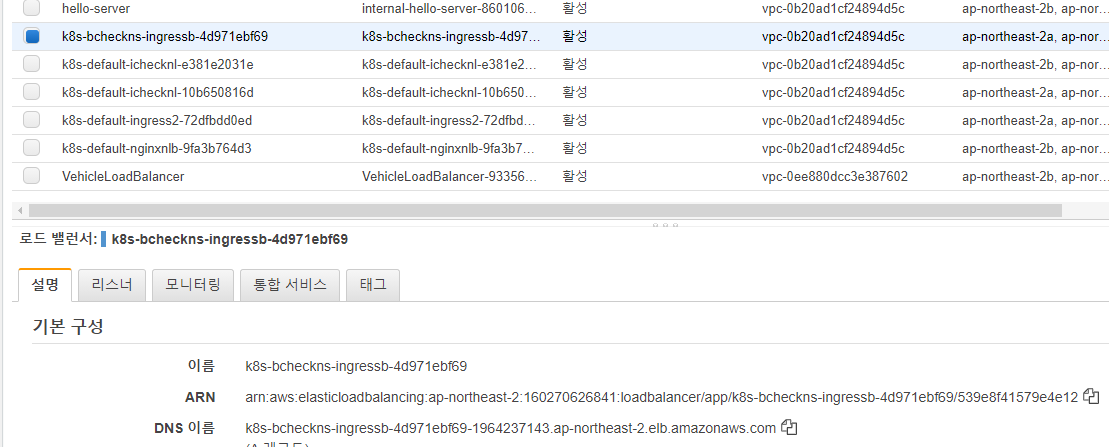 hello-server internal-hello-server-860106… 활성 vpc-0b20ad1cf24894d5c ap-northeast-2b, ap-nor…
k8s-bcheckns-ingressb-4d971ebf69 k8s-bcheckns-ingressb-4d97… 활성 vpc-0b20ad1cf24894d5c ap-northeast-2a, ap-nor…
k8s-default-ichecknl-e381e2031e k8s-default-ichecknl-e381e2… 활성 vpc-0b20ad1cf24894d5c ap-northeast-2a, ap-nor…
k8s-default-ichecknl-10b650816d k8s-default-ichecknl-10b650… 활성 vpc-0b20ad1cf24894d5c ap-northeast-2a, ap-nor…
k8s-default-ingress2-72dfbdd0ed k8s-default-ingress2-72dfbd… 활성 vpc-0b20ad1cf24894d5c ap-northeast-2a, ap-nor…
k8s-default-nginxnlb-9fa3b764d3 k8s-default-nginxnlb-9fa3b7… 활성 vpc-0b20ad1cf24894d5c ap-northeast-2a, ap-nor…
VehicleLoadBalancer VehicleLoadBalancer-93356… 활성 vpc-0ee880dcc3e387602 ap-northeast-2b, ap-nor…
로드 밸런서: k8s-bcheckns-ingressb-4d971ebf69
설명 리스너 모니터링 통합 서비스 태그
기본 구성
이름 k8s-bcheckns-ingressb-4d971ebf69
ARN arn:aws:elasticloadbalancing:ap-northeast-2:160270626841:loadbalancer/app/k8s-bcheckns-ingressb-4d971ebf69/539e8f41579e4e12
DNS 이름 k8s-bcheckns-ingressb-4d971ebf69-1964237143.ap-northeast-2.elb.amazonaws.com